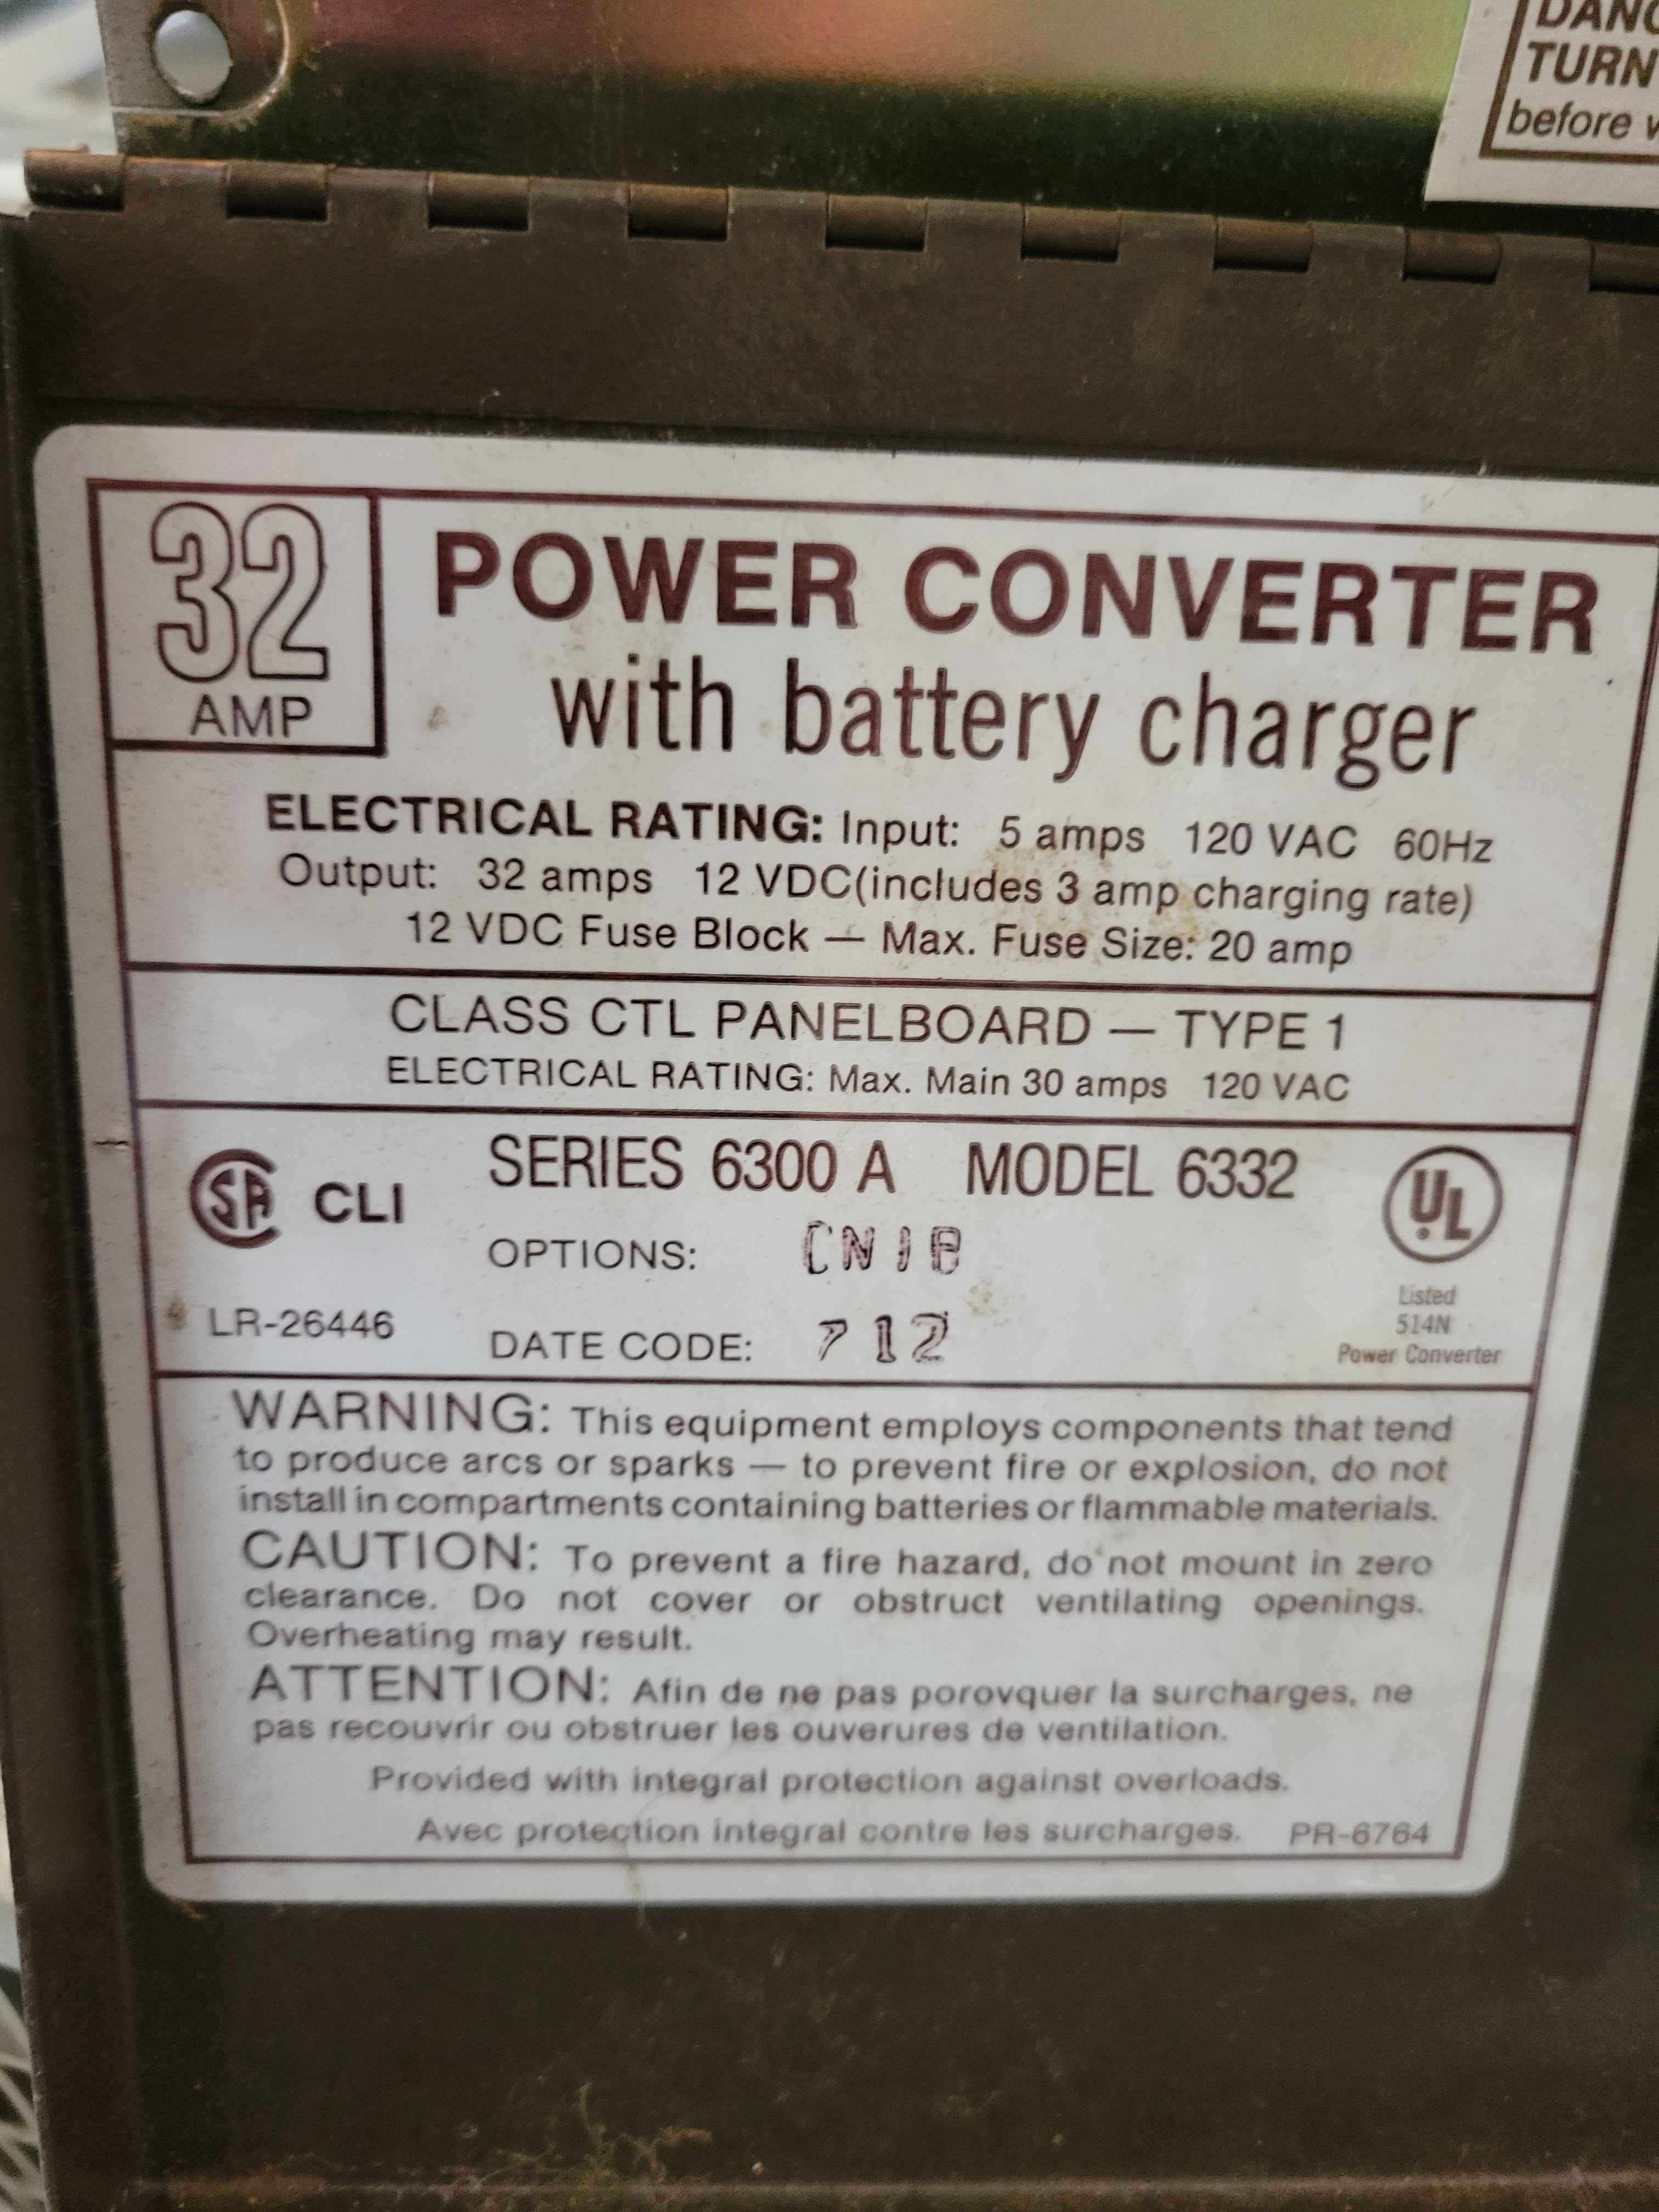 DANG
TURN
before w
32
AMP
POWER CONVERTER
with battery charger
ELECTRICAL RATING: Input: 5 amps 120 VAC 60Hz
Output: 32 amps 12 VDC(includes 3 amp charging rate)
12 VDC Fuse Block — Max. Fuse Size: 20 amp
CLASS CTL PANELBOARD — TYPE 1
ELECTRICAL RATING: Max. Main 30 amps 120 VAC
SA CLI
SERIES 6300 A MODEL 6332
UL
OPTIONS: CN1B
Listed
514N
Power Converter
LR-26446
DATE CODE: 712
WARNING: This equipment employs components that tend
to produce arcs or sparks — to prevent fire or explosion, do not
install in compartments containing batteries or flammable materials.
CAUTION: To prevent a fire hazard, do not mount in zero
clearance. Do not cover or obstruct ventilating openings.
Overheating may result.
ATTENTION: Afin de ne pas porovquer la surcharges, ne
pas recouvrir ou obstruer les ouverures de ventilation.
Provided with integral protection against overloads.
Avec protection integral contre les surcharges. PR-6764